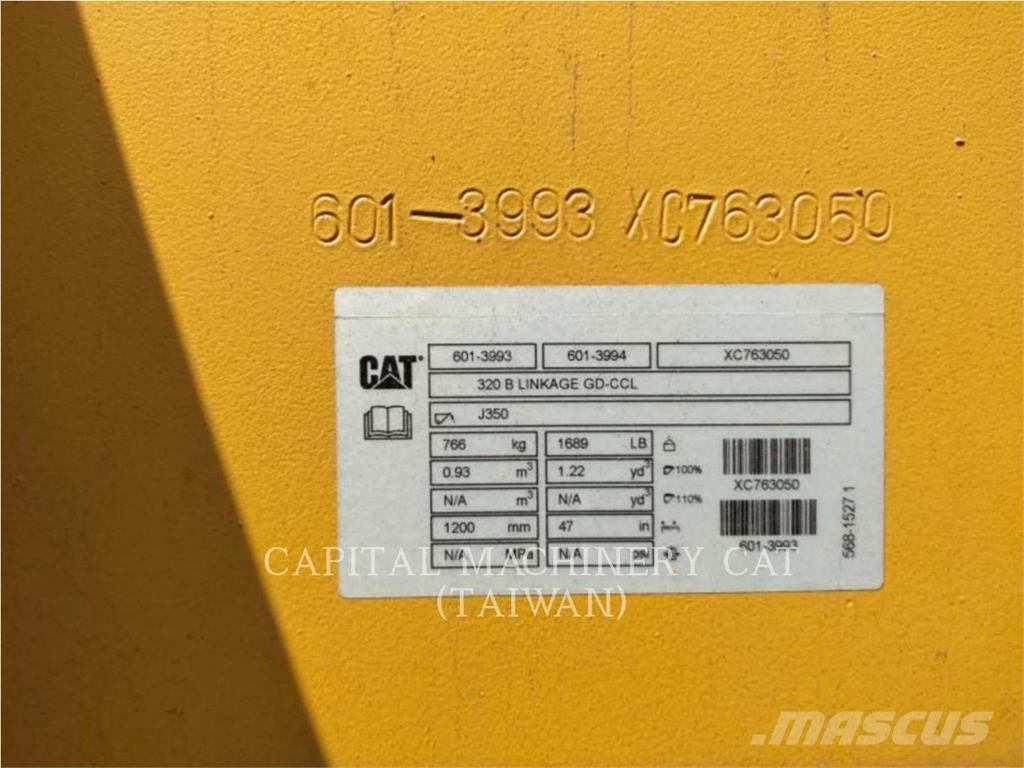 601-3993 XC763050
CAT 601-3993 601-3994 XC763050
320 B LINKAGE GD-CCL
J350
766 kg 1689 LB
0.93 m³ 1.22 yd³ 100%
N/A m³ N/A yd³ 110%
1200 mm 47 in
N/A MPa N/A psi
XC763050
601-3993
568-1527 1
CAPITAL MACHINERY CAT
(TAIWAN)
MASCUS